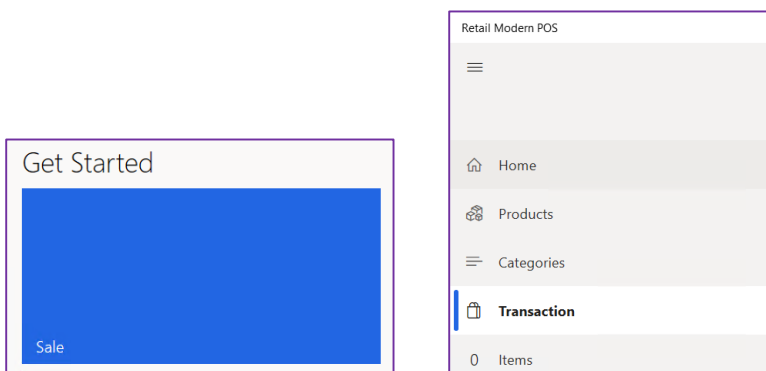 Get Started
Sale
Retail Modern POS
Home
Products
Categories
Transaction
0 Items